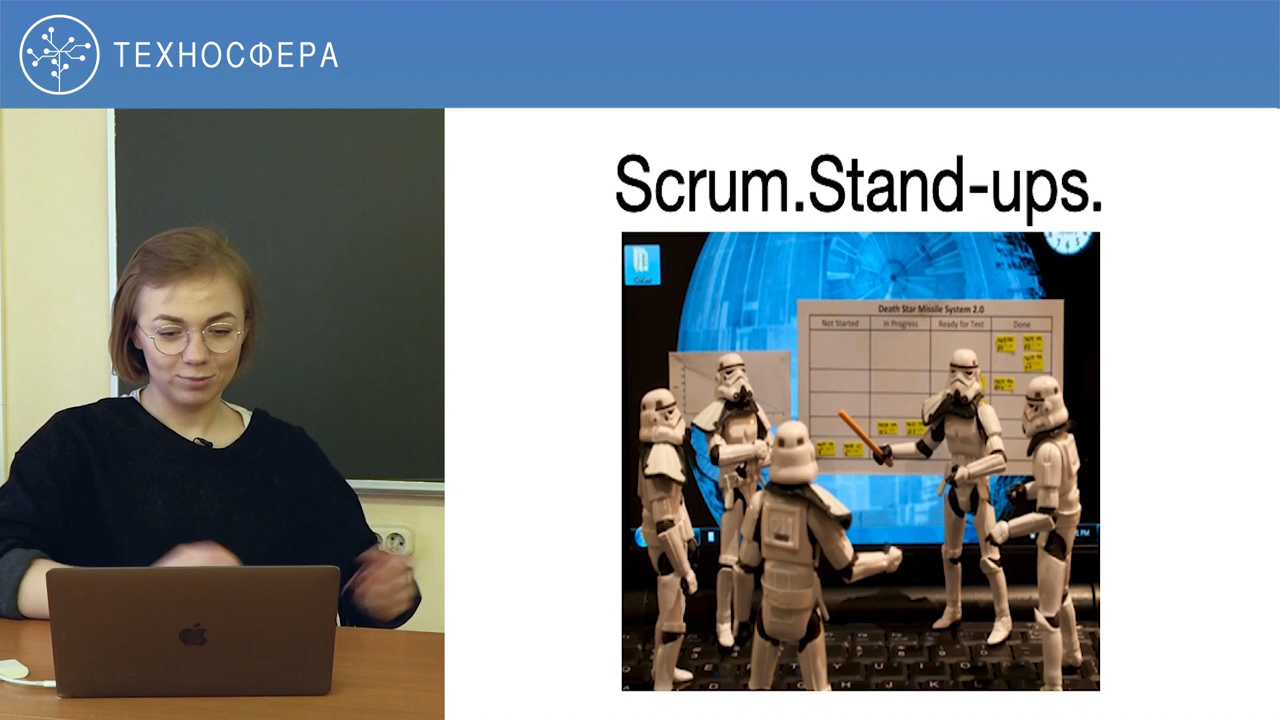 ТЕХНОСФЕРА
Scrum.Stand-ups.
Death Star Missile System 2.0
Not Started In Progress Ready for Test Done